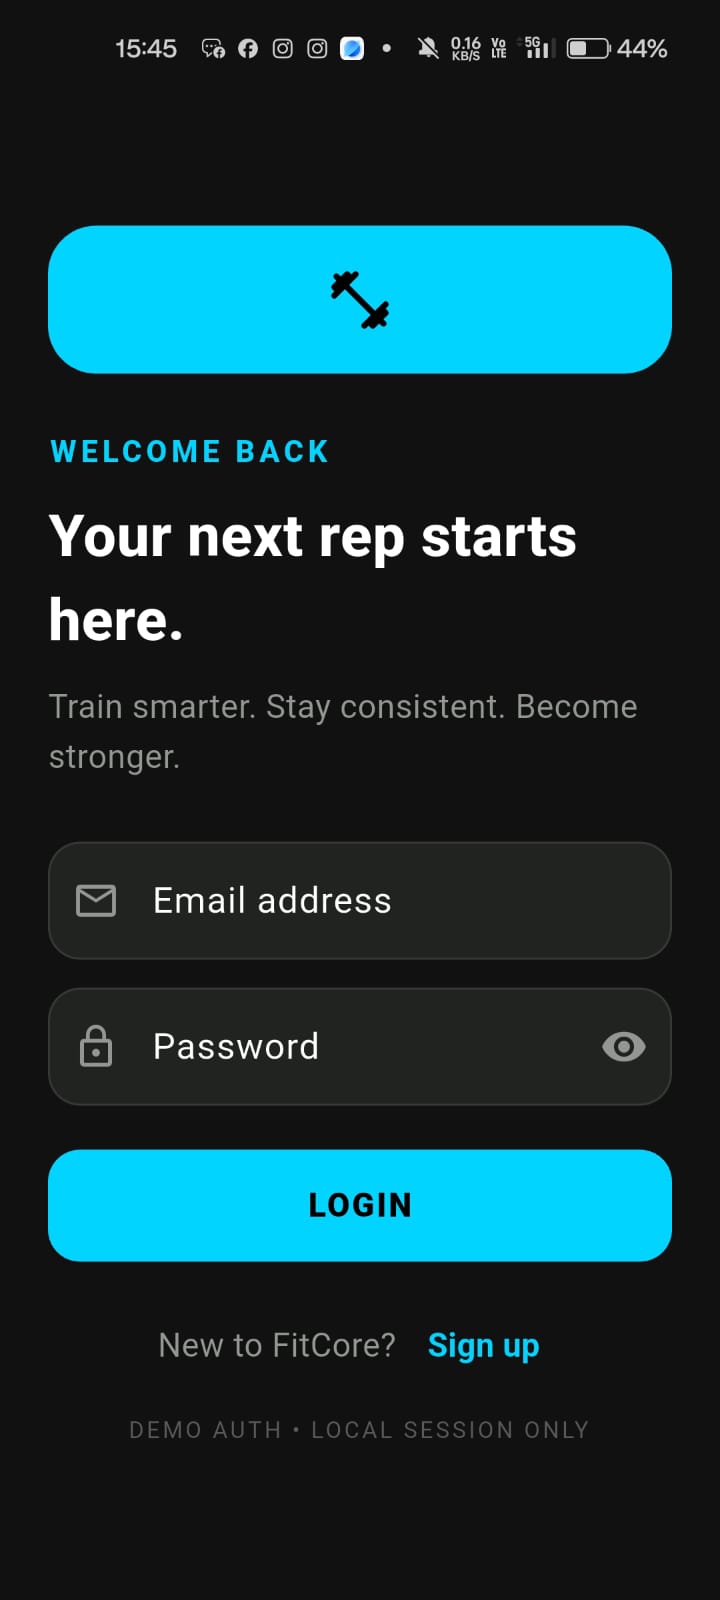 15:45
0.16 KB/S
Vo LTE
5G
44%
WELCOME BACK
Your next rep starts
here.
Train smarter. Stay consistent. Become
stronger.
Email address
Password
LOGIN
New to FitCore? Sign up
DEMO AUTH • LOCAL SESSION ONLY